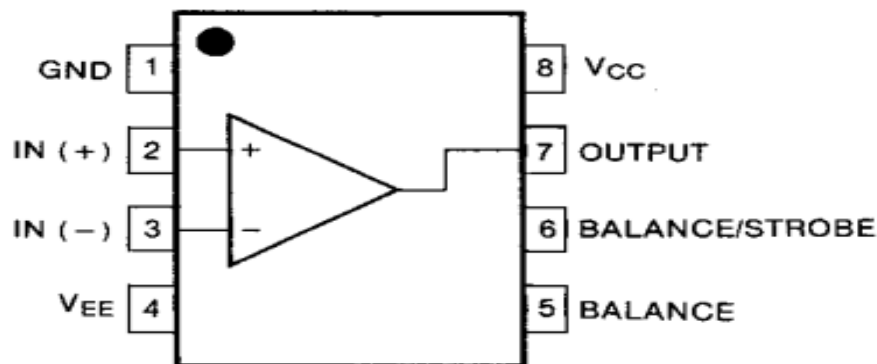 GND 1 8 VCC
IN (+) 2 + 7 OUTPUT
IN (-) 3 - 6 BALANCE/STROBE
VEE 4 5 BALANCE